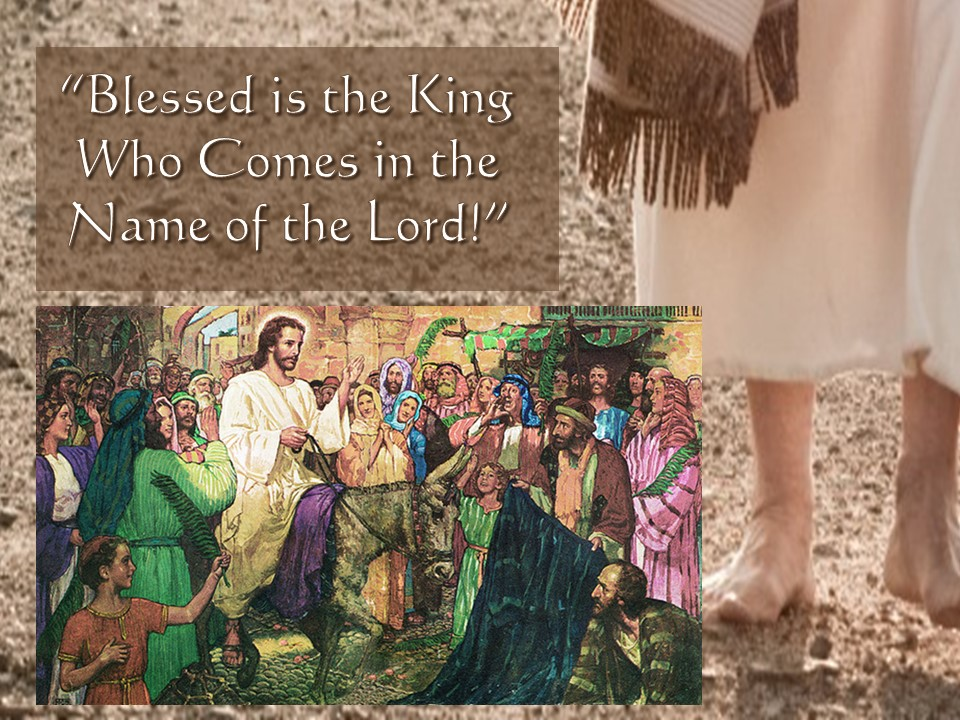 “Blessed is the King
Who Comes in the
Name of the Lord!”